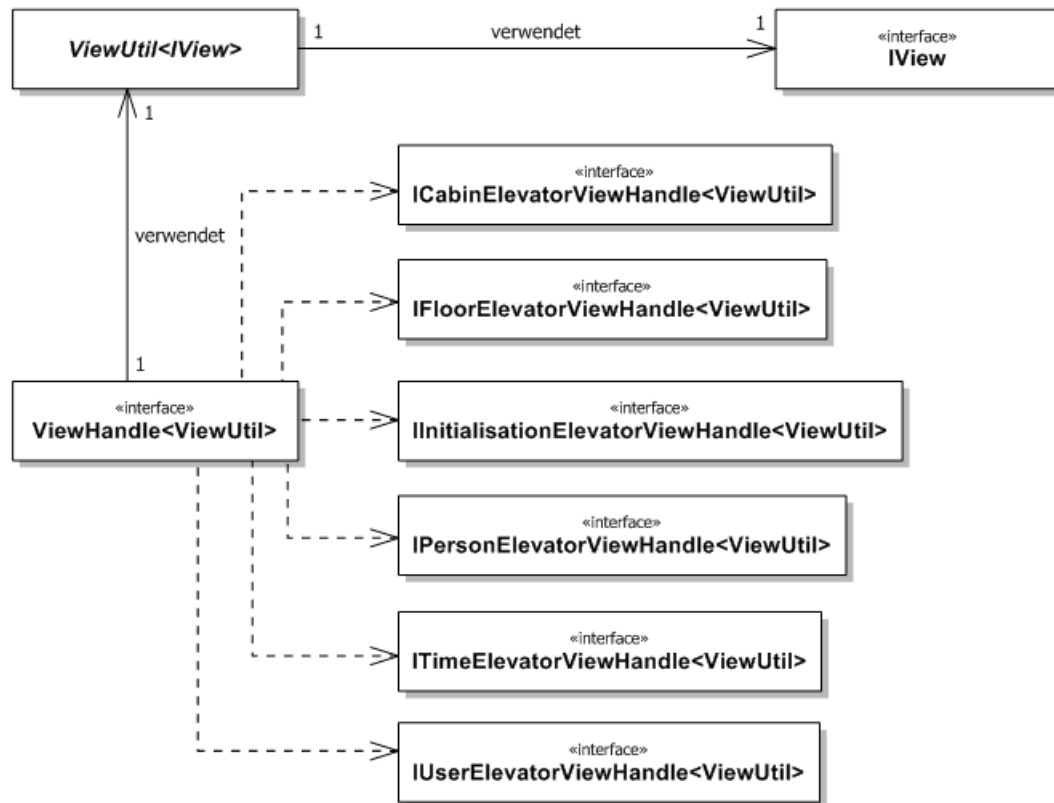 ViewUtil<IView>
1
verwendet
1
«interface»
IView
1
verwendet
1
«interface»
ViewHandle<ViewUtil>
«interface»
ICabinElevatorViewHandle<ViewUtil>
«interface»
IFloorElevatorViewHandle<ViewUtil>
«interface»
IInitialisationElevatorViewHandle<ViewUtil>
«interface»
IPersonElevatorViewHandle<ViewUtil>
«interface»
ITimeElevatorViewHandle<ViewUtil>
«interface»
IUserElevatorViewHandle<ViewUtil>